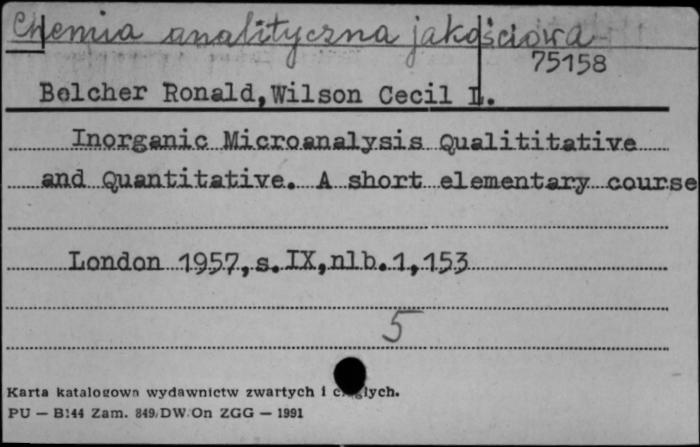 Chemia analityczna jakościowa
75158
Belcher Ronald,Wilson Cecil L.
Inorganic Microanalysis Qualititative
and Quantitative. A short elementary course
London 1957,s.IX,nlb.1,153
5
Karta katalogowa wydawnictw zwartych i ciągłych.
PU — B144 Zam. 849/DW/On ZGG — 1991